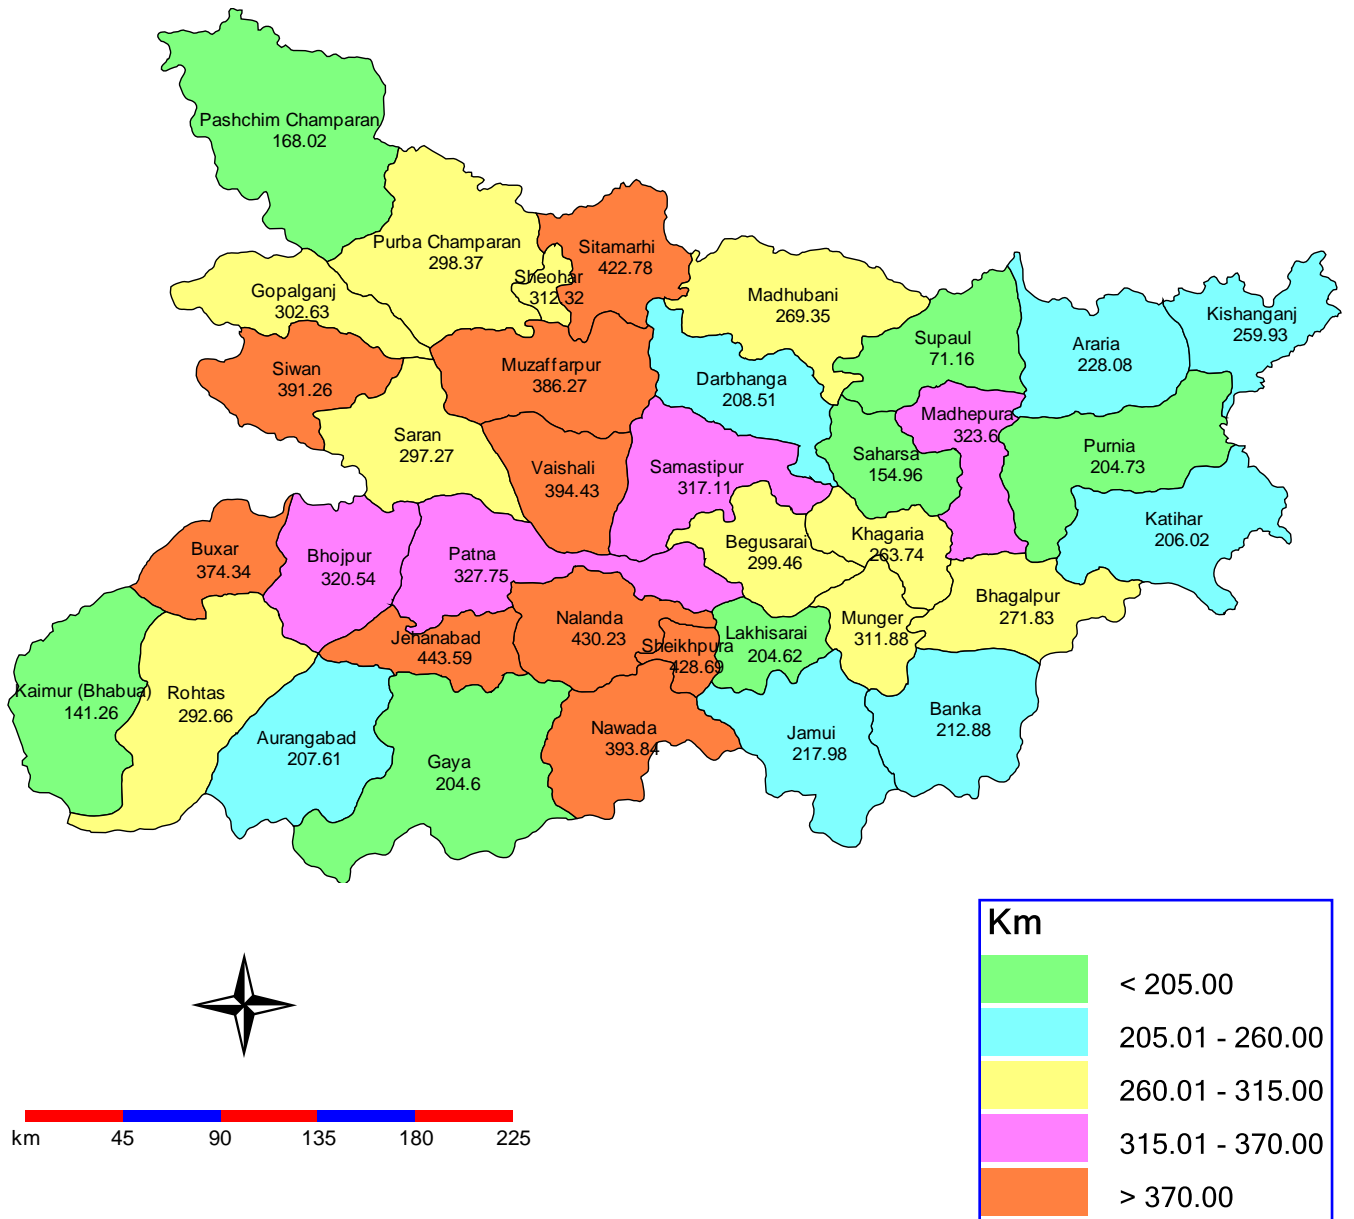 Pashchim Champaran
168.02
Purba Champaran
298.37
Sitamarhi
422.78
Sheohar
312.32
Gopalganj
302.63
Madhubani
269.35
Kishanganj
259.93
Supaul
71.16
Araria
228.08
Siwan
391.26
Muzaffarpur
386.27
Darbhanga
208.51
Madhepura
323.6
Saran
297.27
Vaishali
394.43
Samastipur
317.11
Saharsa
154.96
Purnia
204.73
Katihar
206.02
Buxar
374.34
Bhojpur
320.54
Patna
327.75
Begusarai
299.46
Khagaria
263.74
Bhagalpur
271.83
Nalanda
430.23
Munger
311.88
Jehanabad
443.59
Sheikhpura
428.69
Lakhisarai
204.62
Kaimur (Bhabua)
141.26
Rohtas
292.66
Aurangabad
207.61
Gaya
204.6
Nawada
393.84
Jamui
217.98
Banka
212.88
Km
< 205.00
205.01 - 260.00
260.01 - 315.00
315.01 - 370.00
> 370.00
km 45 90 135 180 225